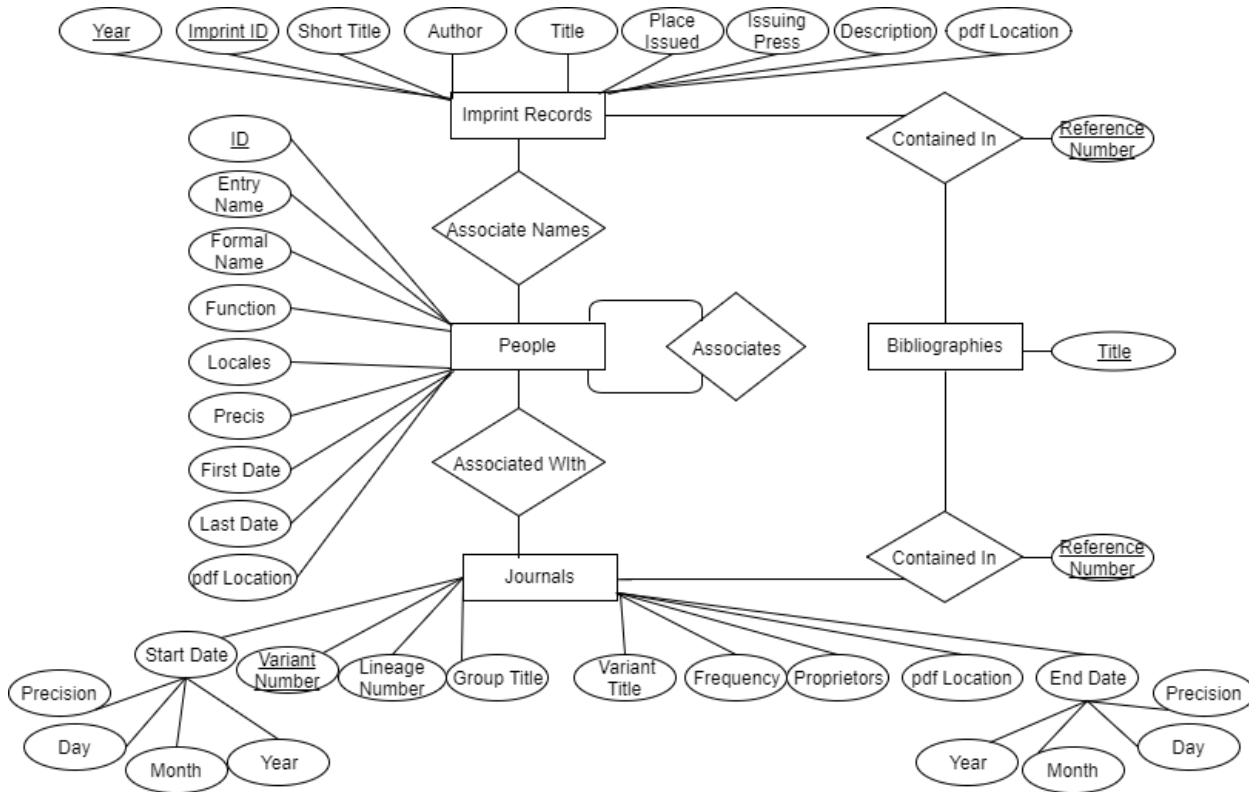 Year
Imprint ID
Short Title
Author
Title
Place
Issued
Issuing
Press
Description
pdf Location
Imprint Records
Contained In
Reference
Number
ID
Entry
Name
Formal
Name
Function
Locales
Precis
First Date
Last Date
pdf Location
Associate Names
People
Associates
Bibliographies
Title
Associated WIth
Journals
Contained In
Reference
Number
Start Date
Variant
Number
Lineage
Number
Group Title
Variant
Title
Frequency
Proprietors
pdf Location
End Date
Precision
Day
Month
Year
Year
Month
Day
Precision